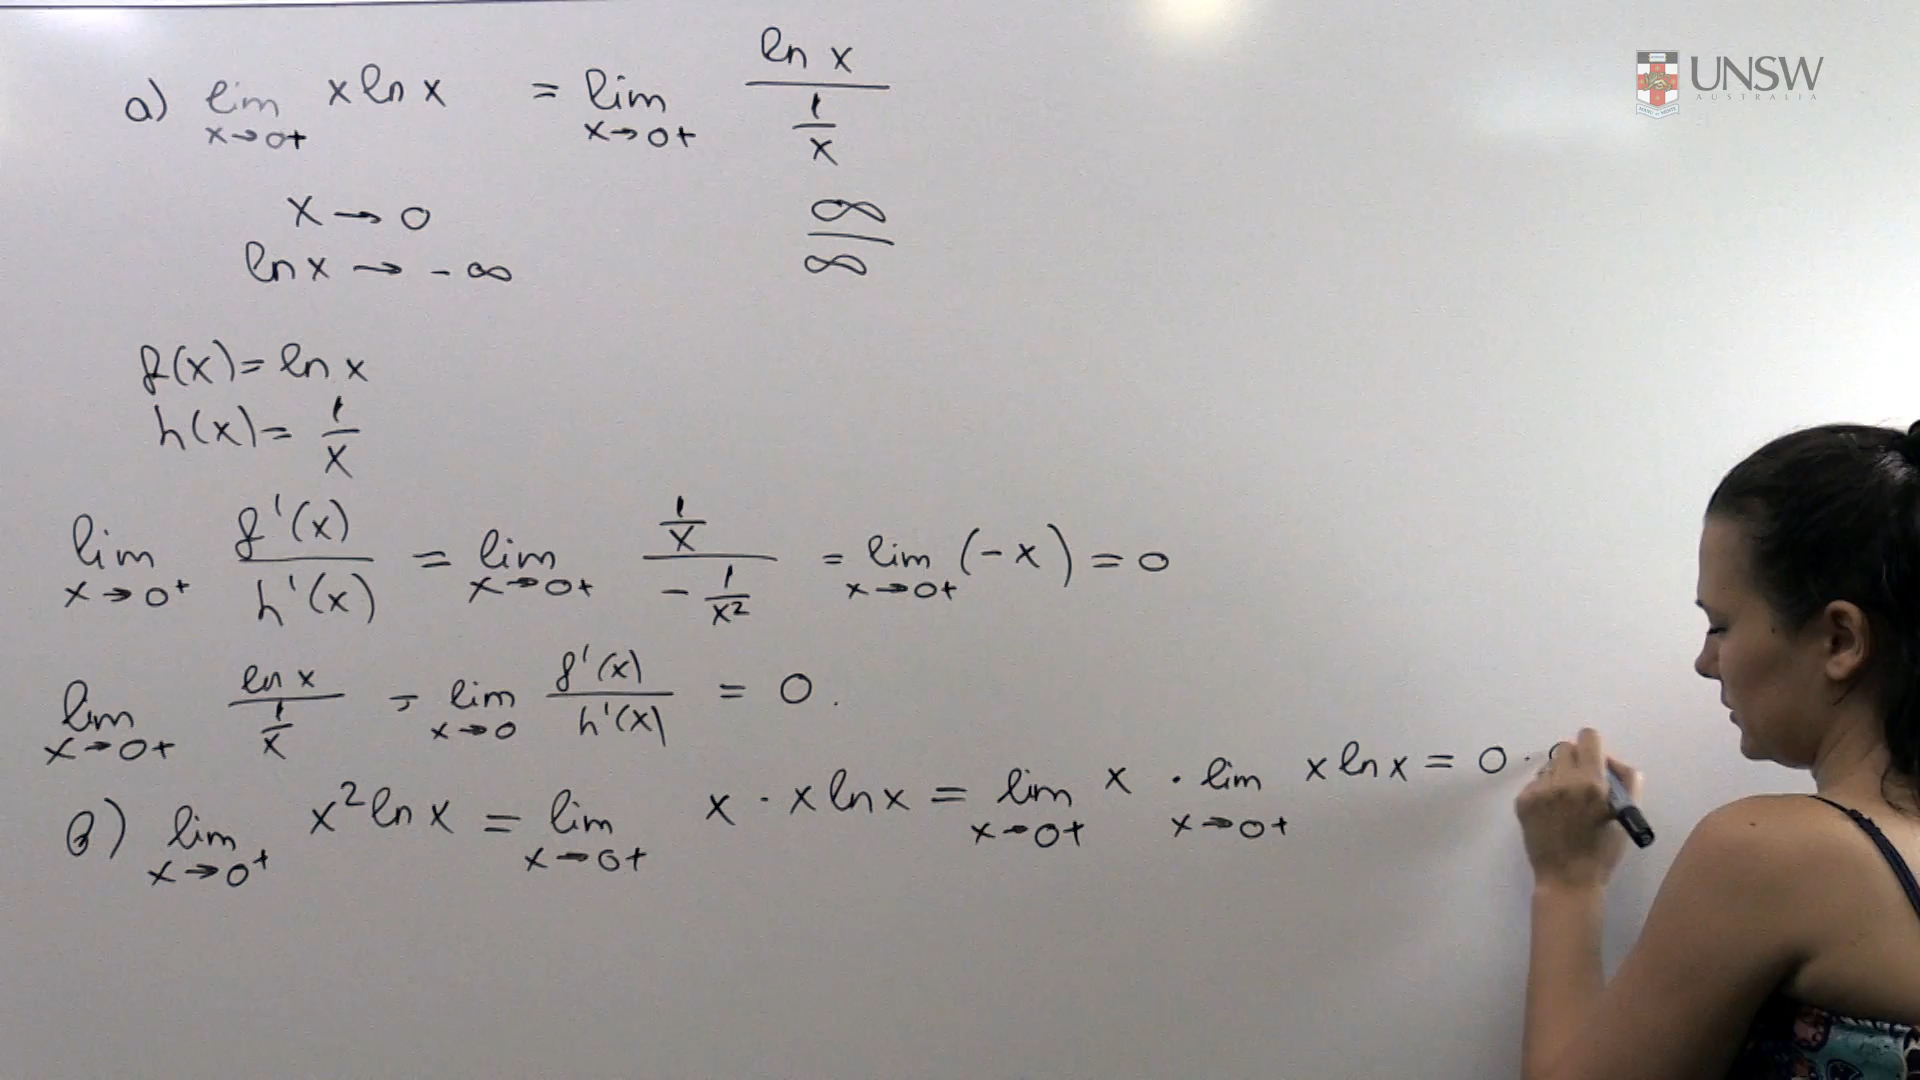 UNSW
AUSTRALIA
a) lim x→0+ x ln x = lim x→0+ ln x / (1/x)
x → 0
ln x → -∞
∞/∞
f(x) = ln x
h(x) = 1/x
lim x→0+ f'(x)/h'(x) = lim x→0+ (1/x)/(-1/x²) = lim x→0+ (-x) = 0
lim x→0+ ln x/(1/x) = lim x→0 f'(x)/h'(x) = 0.
b) lim x→0+ x² ln x = lim x→0+ x · x ln x = lim x→0+ x · lim x→0+ x ln x = 0 ·